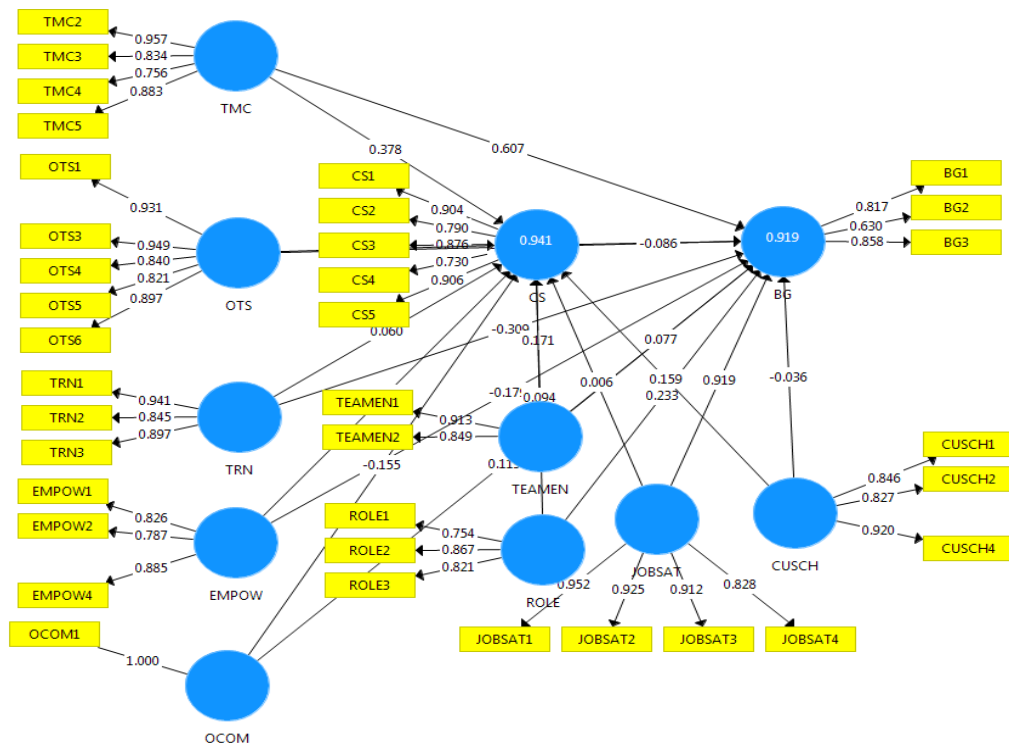 TMC2
TMC3
TMC4
TMC5
0.957
0.834
0.756
0.883
TMC
0.378
0.607
OTS1
OTS3
OTS4
OTS5
OTS6
0.931
0.949
0.840
0.821
0.897
OTS
CS1
CS2
CS3
CS4
CS5
0.904
0.790
0.876
0.730
0.906
0.941
CS
-0.086
0.919
BG
0.817
0.630
0.858
BG1
BG2
BG3
TRN1
TRN2
TRN3
0.941
0.845
0.897
TRN
0.060
-0.309
0.171
0.077
0.094
0.006
0.159
0.233
0.919
-0.036
TEAMEN1
TEAMEN2
0.913
0.849
TEAMEN
-0.155
EMPOW1
EMPOW2
EMPOW4
0.826
0.787
0.885
EMPOW
ROLE1
ROLE2
ROLE3
0.754
0.867
0.821
ROLE
JOBSAT
0.952
0.925
0.912
0.828
JOBSAT1
JOBSAT2
JOBSAT3
JOBSAT4
CUSCH
0.846
0.827
0.920
CUSCH1
CUSCH2
CUSCH4
OCOM1
1.000
OCOM